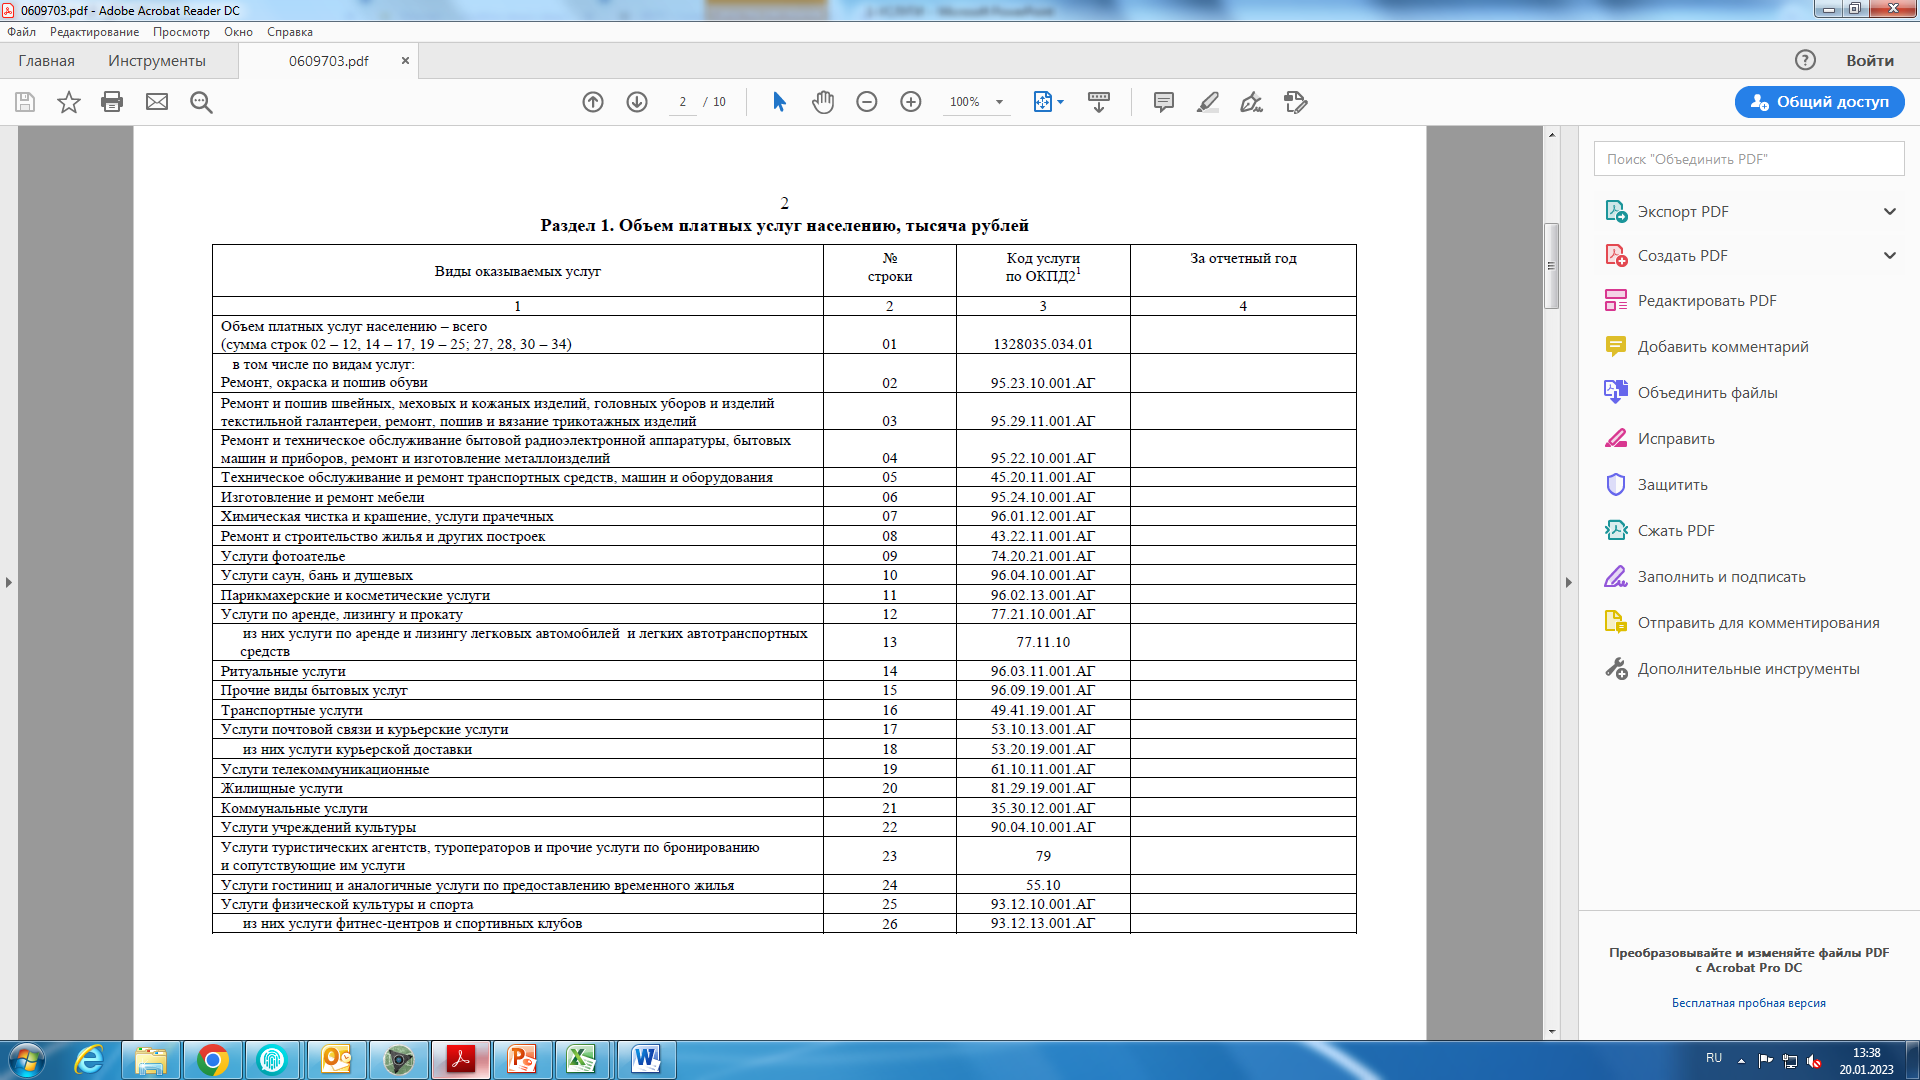 0609703.pdf - Adobe Acrobat Reader DC
Файл Редактирование Просмотр Окно Справка
Главная Инструменты 0609703.pdf × Войти
2 / 10 100% Общий доступ
2
Раздел 1. Объем платных услуг населению, тысяча рублей
Виды оказываемых услуг № строки Код услуги по ОКПД2¹ За отчетный год
1 2 3 4
Объем платных услуг населению – всего
(сумма строк 02 – 12, 14 – 17, 19 – 25; 27, 28, 30 – 34) 01 1328035.034.01
в том числе по видам услуг:
Ремонт, окраска и пошив обуви 02 95.23.10.001.АГ
Ремонт и пошив швейных, меховых и кожаных изделий, головных уборов и изделий
текстильной галантереи, ремонт, пошив и вязание трикотажных изделий 03 95.29.11.001.АГ
Ремонт и техническое обслуживание бытовой радиоэлектронной аппаратуры, бытовых
машин и приборов, ремонт и изготовление металлоизделий 04 95.22.10.001.АГ
Техническое обслуживание и ремонт транспортных средств, машин и оборудования 05 45.20.11.001.АГ
Изготовление и ремонт мебели 06 95.24.10.001.АГ
Химическая чистка и крашение, услуги прачечных 07 96.01.12.001.АГ
Ремонт и строительство жилья и других построек 08 43.22.11.001.АГ
Услуги фотоателье 09 74.20.21.001.АГ
Услуги саун, бань и душевых 10 96.04.10.001.АГ
Парикмахерские и косметические услуги 11 96.02.13.001.АГ
Услуги по аренде, лизингу и прокату 12 77.21.10.001.АГ
из них услуги по аренде и лизингу легковых автомобилей и легких автотранспортных
средств 13 77.11.10
Ритуальные услуги 14 96.03.11.001.АГ
Прочие виды бытовых услуг 15 96.09.19.001.АГ
Транспортные услуги 16 49.41.19.001.АГ
Услуги почтовой связи и курьерские услуги 17 53.10.13.001.АГ
из них услуги курьерской доставки 18 53.20.19.001.АГ
Услуги телекоммуникационные 19 61.10.11.001.АГ
Жилищные услуги 20 81.29.19.001.АГ
Коммунальные услуги 21 35.30.12.001.АГ
Услуги учреждений культуры 22 90.04.10.001.АГ
Услуги туристических агентств, туроператоров и прочие услуги по бронированию
и сопутствующие им услуги 23 79
Услуги гостиниц и аналогичные услуги по предоставлению временного жилья 24 55.10
Услуги физической культуры и спорта 25 93.12.10.001.АГ
из них услуги фитнес-центров и спортивных клубов 26 93.12.13.001.АГ
Поиск "Объединить PDF"
Экспорт PDF
Создать PDF
Редактировать PDF
Добавить комментарий
Объединить файлы
Исправить
Защитить
Сжать PDF
Заполнить и подписать
Отправить для комментирования
Дополнительные инструменты
Преобразовывайте и изменяйте файлы PDF
с Acrobat Pro DC
Бесплатная пробная версия
RU 13:38
20.01.2023